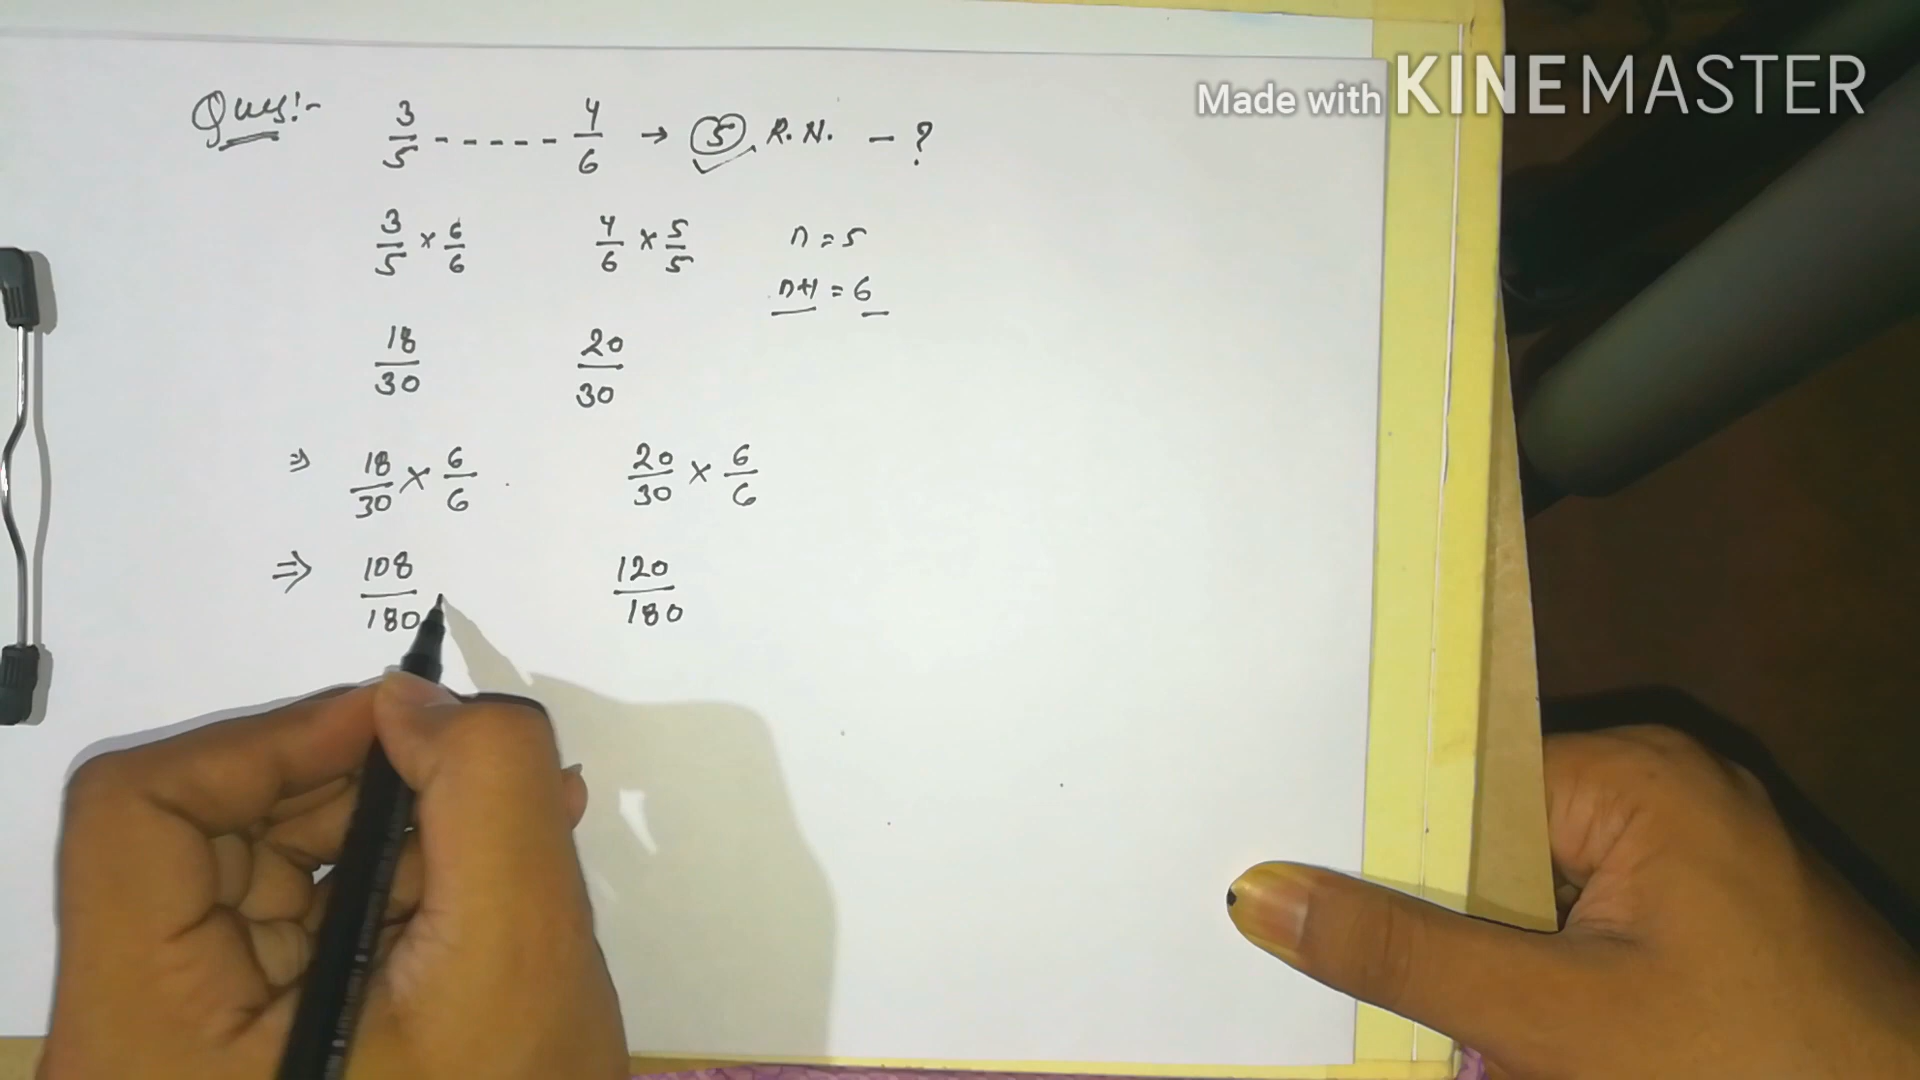 Made with KINEMASTER
Ques:- 3/5 - - - - - 4/6 → 5 R.N. - ?
3/5 × 6/6 4/6 × 5/5 n = 5
n+1 = 6
18/30 20/30
⇒ 18/30 × 6/6 20/30 × 6/6
⇒ 108/180 120/180